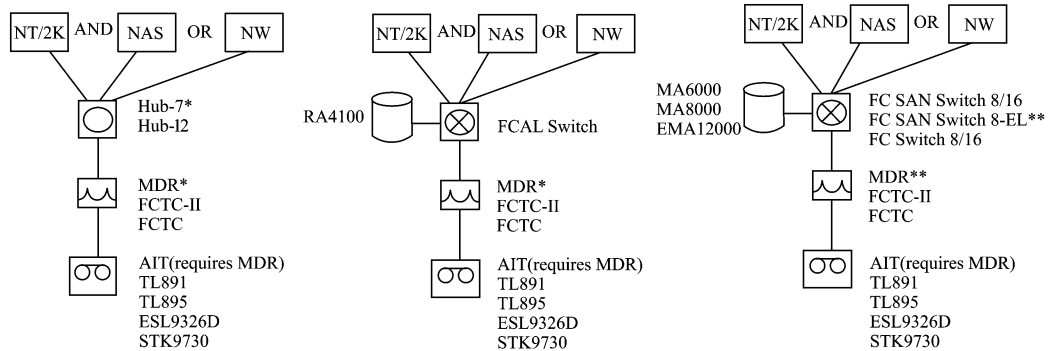 NT/2K AND NAS OR NW
Hub-7*
Hub-12
MDR*
FCTC-II
FCTC
AIT(requires MDR)
TL891
TL895
ESL9326D
STK9730
NT/2K AND NAS OR NW
RA4100
FCAL Switch
MDR*
FCTC-II
FCTC
AIT(requires MDR)
TL891
TL895
ESL9326D
STK9730
NT/2K AND NAS OR NW
MA6000
MA8000
EMA12000
FC SAN Switch 8/16
FC SAN Switch 8-EL**
FC Switch 8/16
MDR**
FCTC-II
FCTC
AIT(requires MDR)
TL891
TL895
ESL9326D
STK9730